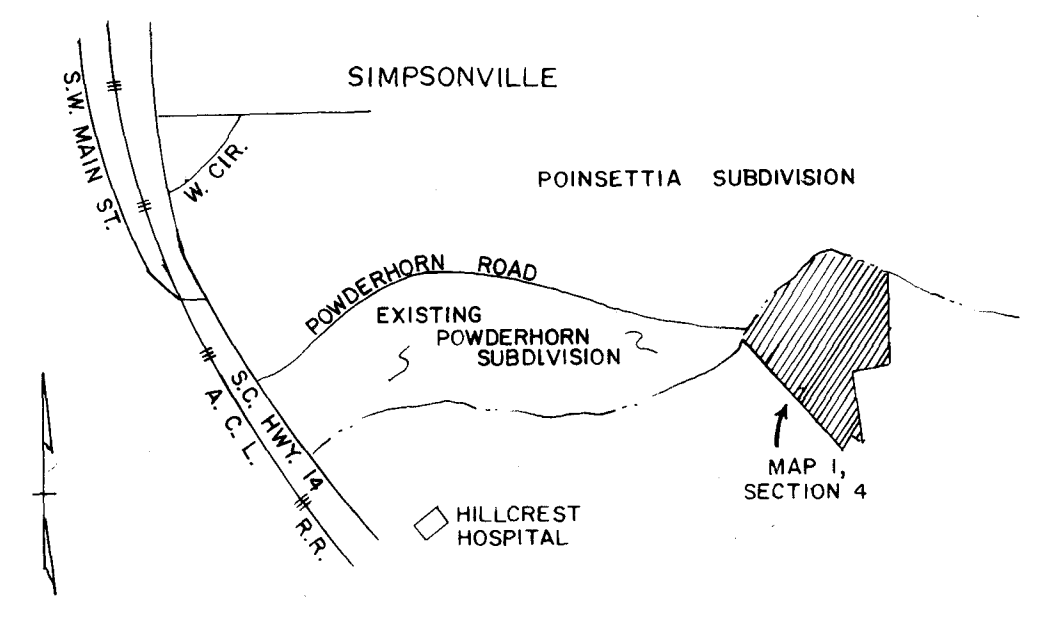 SIMPSONVILLE
S.W. MAIN ST.
W. CIR.
POINSETTIA SUBDIVISION
POWDERHORN ROAD
EXISTING
POWDERHORN
SUBDIVISION
S.C. HWY. 14
A. C. L. R.R.
MAP 1,
SECTION 4
HILLCREST
HOSPITAL